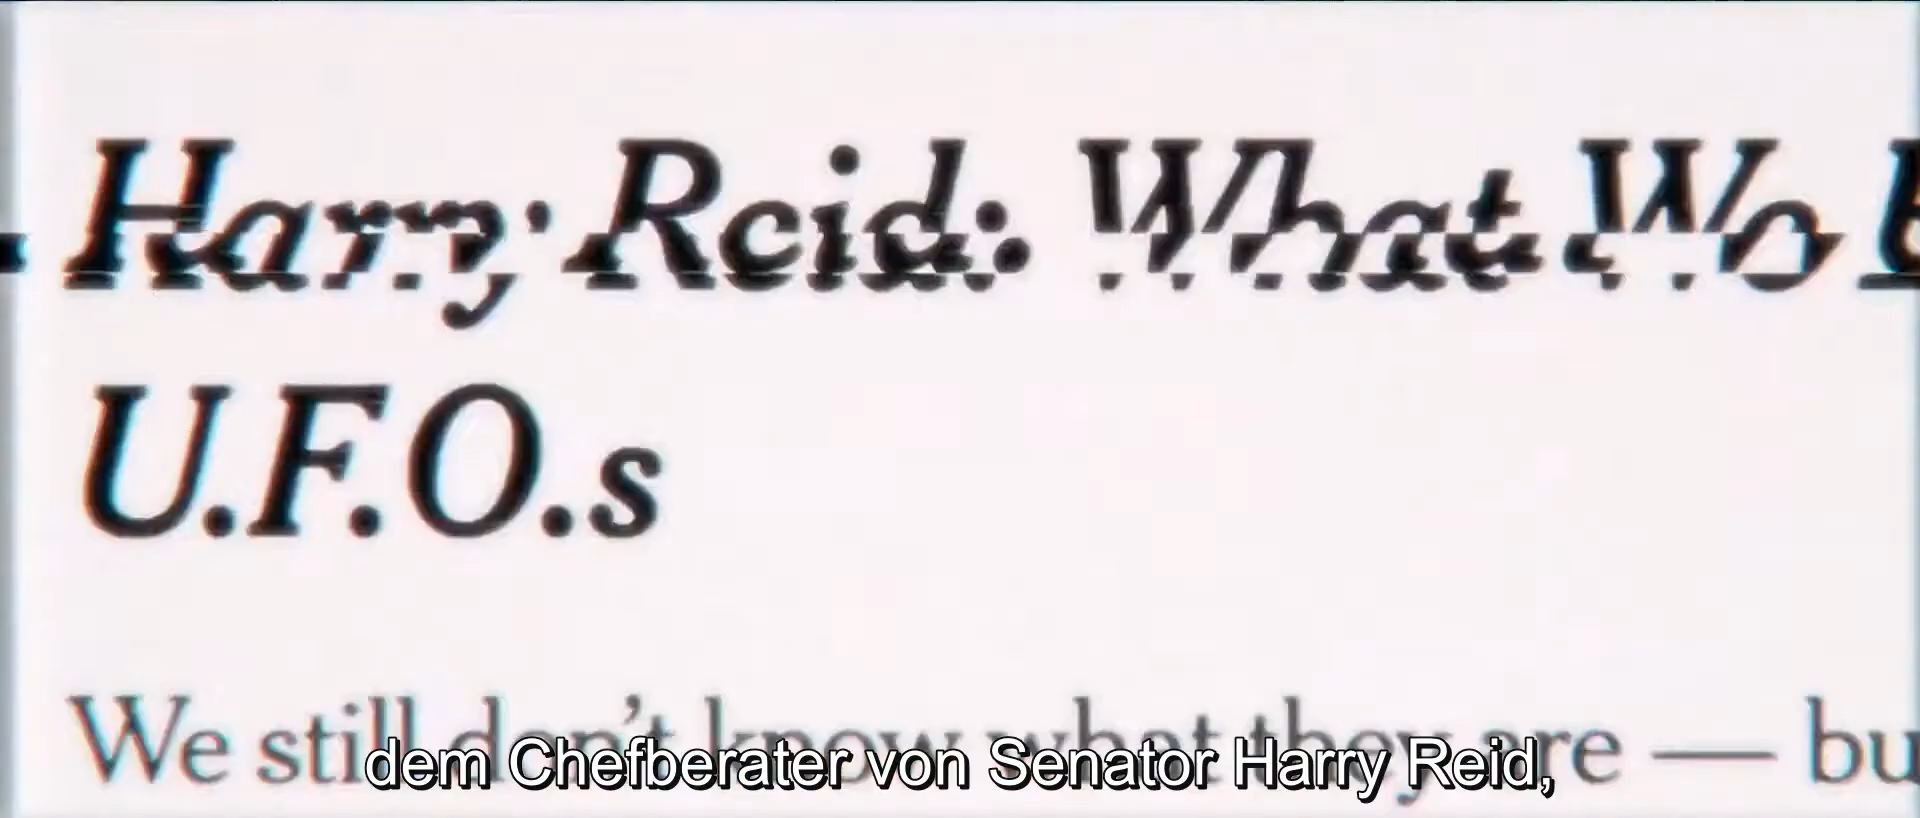 Harry Reid: What We
U.F.O.s
We still don't know what they are — bu
dem Chefberater von Senator Harry Reid,